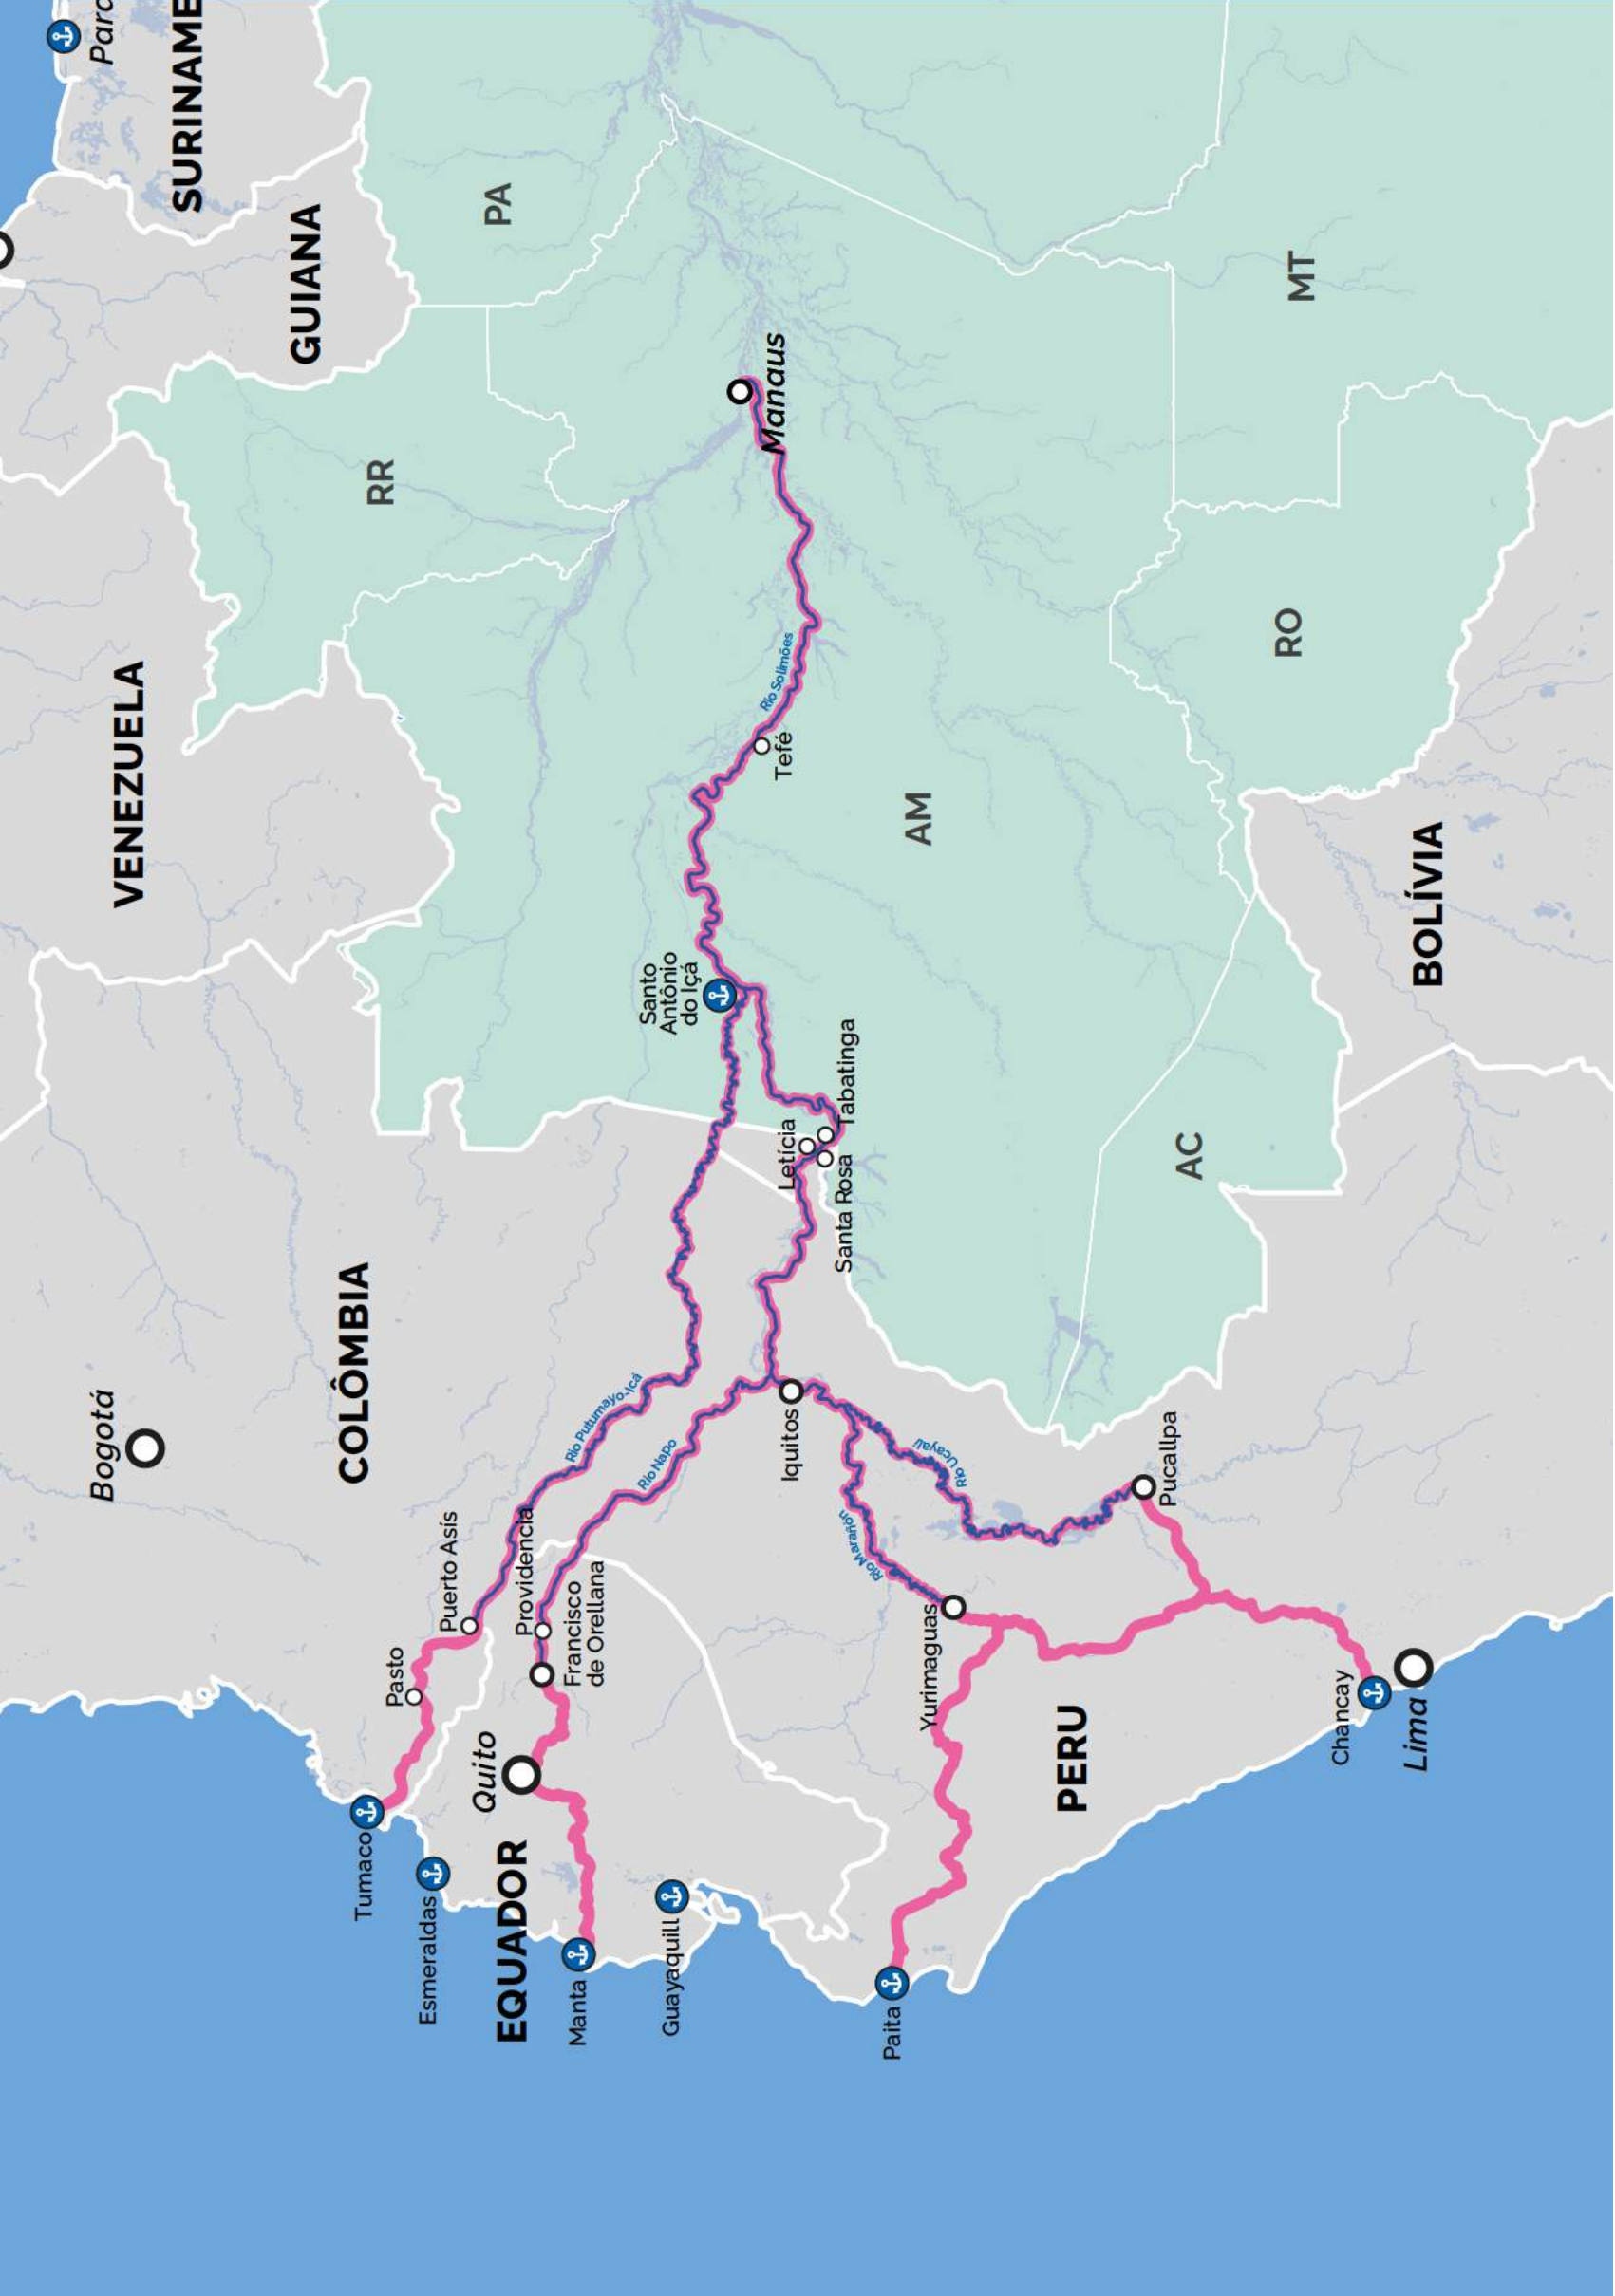 Bogotá
VENEZUELA
GUIANA
SURINAME
Para
COLÔMBIA
RR
PA
Tumaco
Pasto
Puerto Asís
Esmeraldas
EQUADOR
Quito
Providencia
Francisco
de Orellana
Rio Putumayo-Içá
Rio Napo
Santo
Antônio
do Içá
Manta
Guayaquill
Iquitos
Letícia
Tabatinga
Santa Rosa
Tefé
Rio Solimões
Manaus
Paita
Yurimaguas
Rio Marañon
Rio Ucayali
AM
PERU
Pucallpa
AC
RO
MT
Chancay
Lima
BOLÍVIA